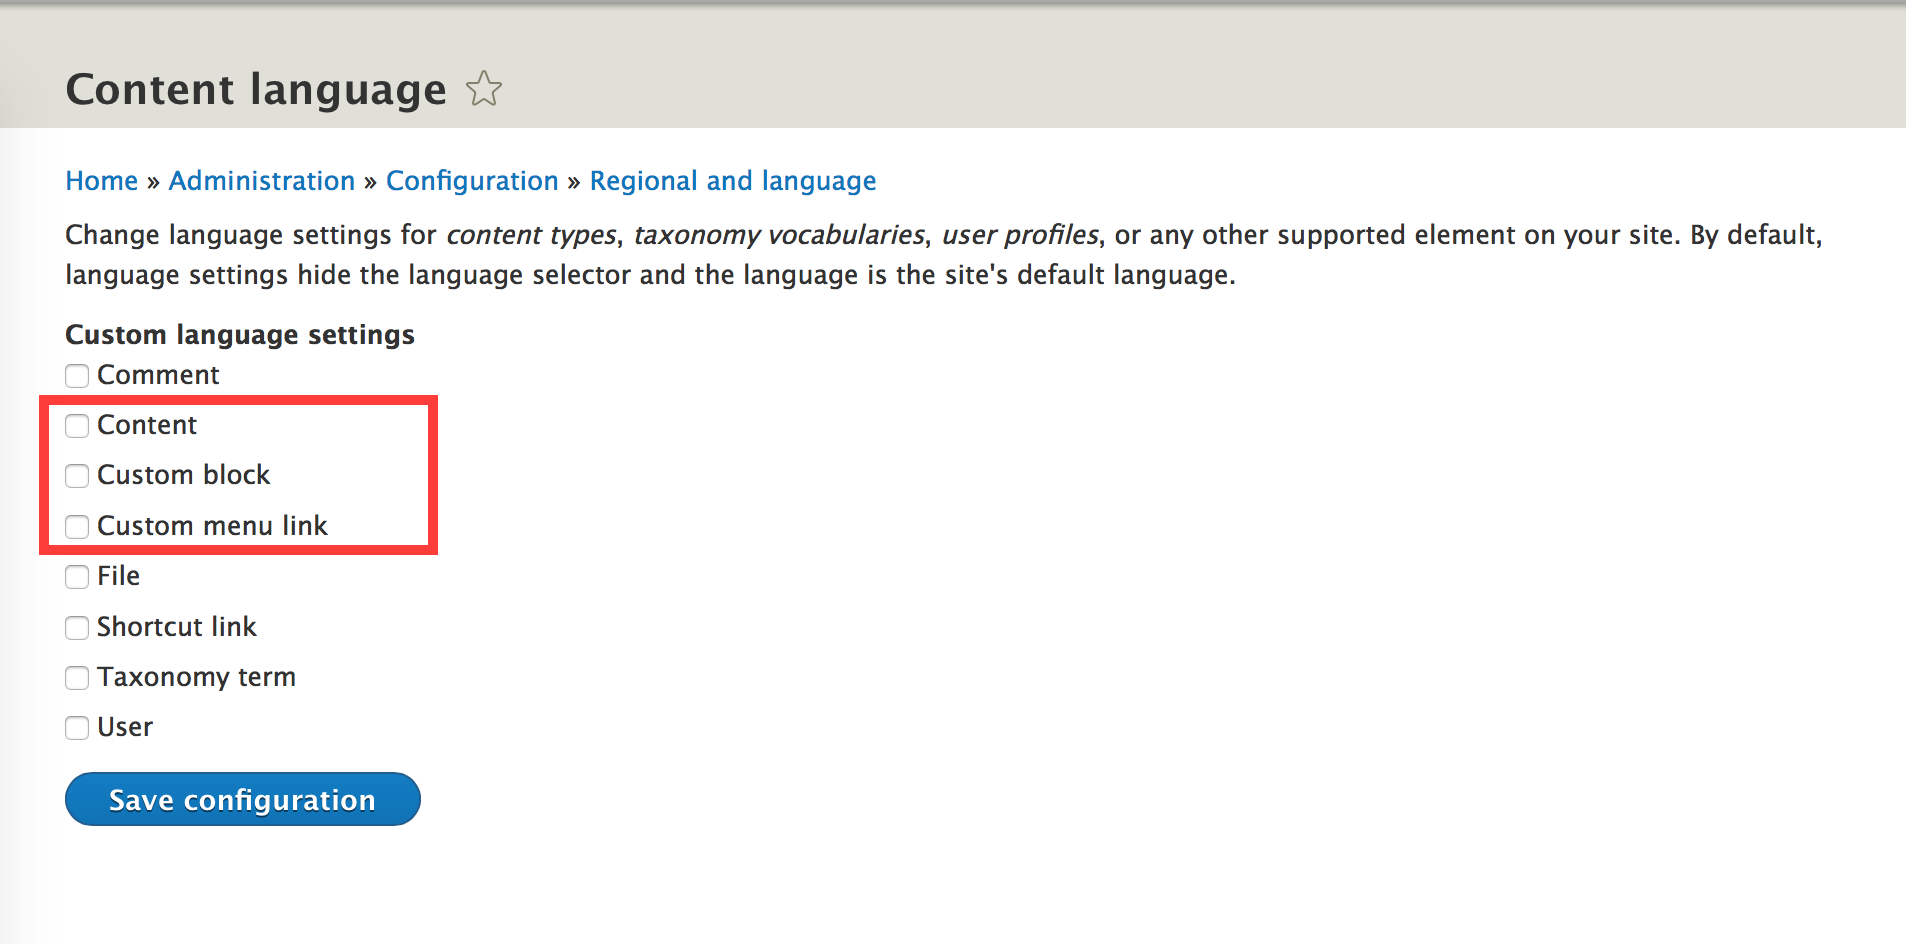 Content language
Home » Administration » Configuration » Regional and language
Change language settings for content types, taxonomy vocabularies, user profiles, or any other supported element on your site. By default,
language settings hide the language selector and the language is the site's default language.
Custom language settings
Comment
Content
Custom block
Custom menu link
File
Shortcut link
Taxonomy term
User
Save configuration